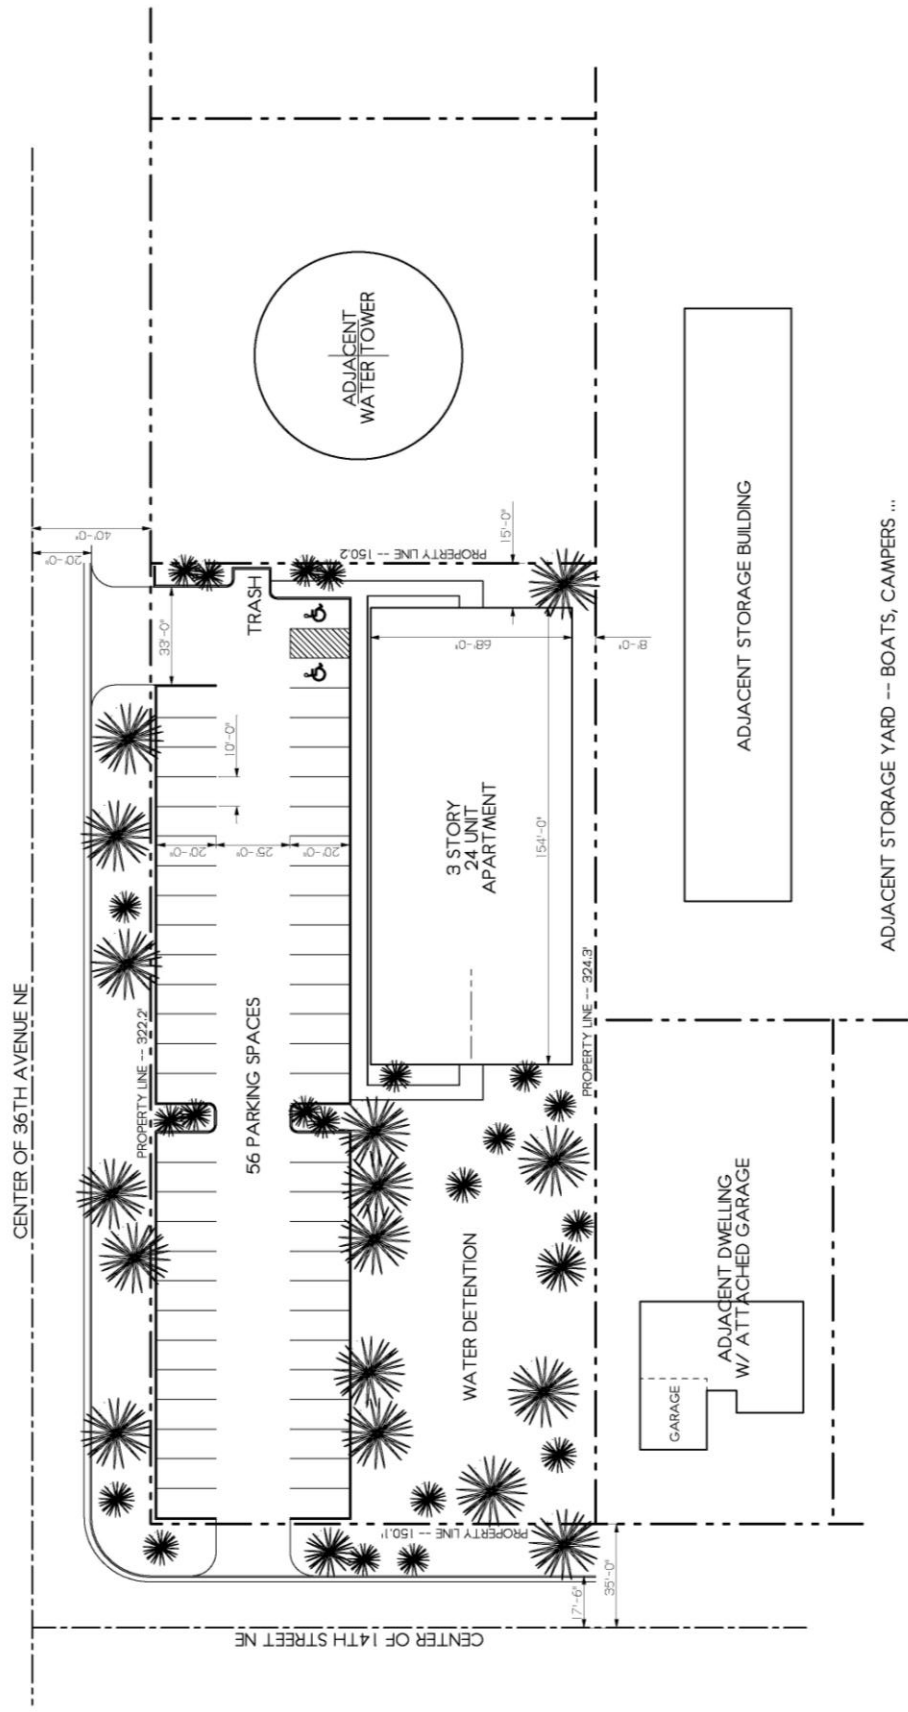 CENTER OF 36TH AVENUE NE
40'-0"
20'-0"
33'-0"
PROPERTY LINE -- 150.2
15'-0"
ADJACENT
WATER TOWER
TRASH
10'-0"
20'-0"
25'-0"
20'-0"
PROPERTY LINE -- 322.2'
56 PARKING SPACES
68'-0"
3 STORY
24 UNIT
APARTMENT
154'-0"
8'-0"
PROPERTY LINE -- 324.3'
WATER DETENTION
PROPERTY LINE -- 150.1'
17'-6"
35'-0"
CENTER OF 14TH STREET NE
ADJACENT STORAGE BUILDING
ADJACENT STORAGE YARD -- BOATS, CAMPERS ...
GARAGE
ADJACENT DWELLING
W/ ATTACHED GARAGE